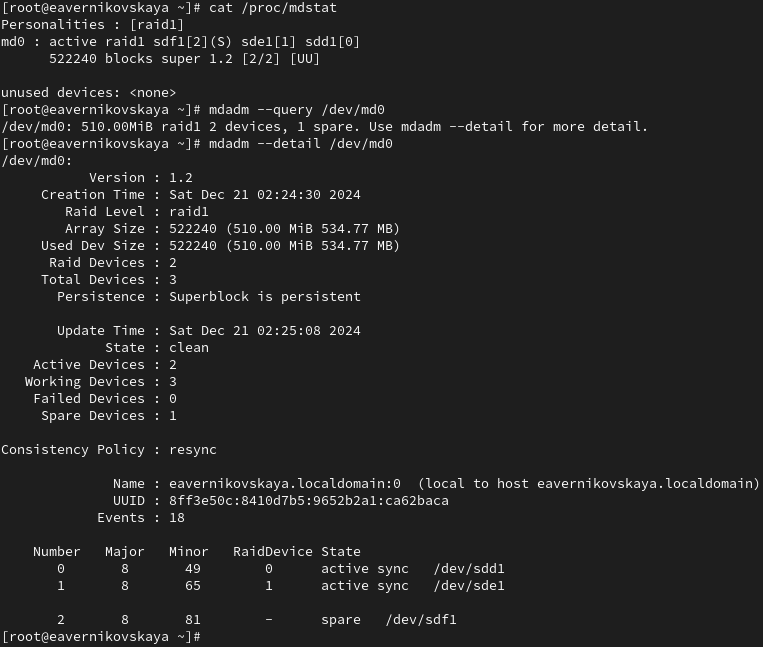 [root@eavernikovskaya ~]# cat /proc/mdstat
Personalities : [raid1]
md0 : active raid1 sdf1[2](S) sde1[1] sdd1[0]
      522240 blocks super 1.2 [2/2] [UU]

unused devices: <none>
[root@eavernikovskaya ~]# mdadm --query /dev/md0
/dev/md0: 510.00MiB raid1 2 devices, 1 spare. Use mdadm --detail for more detail.
[root@eavernikovskaya ~]# mdadm --detail /dev/md0
/dev/md0:
           Version : 1.2
     Creation Time : Sat Dec 21 02:24:30 2024
        Raid Level : raid1
        Array Size : 522240 (510.00 MiB 534.77 MB)
     Used Dev Size : 522240 (510.00 MiB 534.77 MB)
      Raid Devices : 2
     Total Devices : 3
       Persistence : Superblock is persistent

       Update Time : Sat Dec 21 02:25:08 2024
             State : clean
    Active Devices : 2
   Working Devices : 3
    Failed Devices : 0
     Spare Devices : 1

Consistency Policy : resync

              Name : eavernikovskaya.localdomain:0  (local to host eavernikovskaya.localdomain)
              UUID : 8ff3e50c:8410d7b5:9652b2a1:ca62baca
            Events : 18

    Number   Major   Minor   RaidDevice State
       0       8       49        0      active sync   /dev/sdd1
       1       8       65        1      active sync   /dev/sde1

       2       8       81        -      spare   /dev/sdf1
[root@eavernikovskaya ~]#